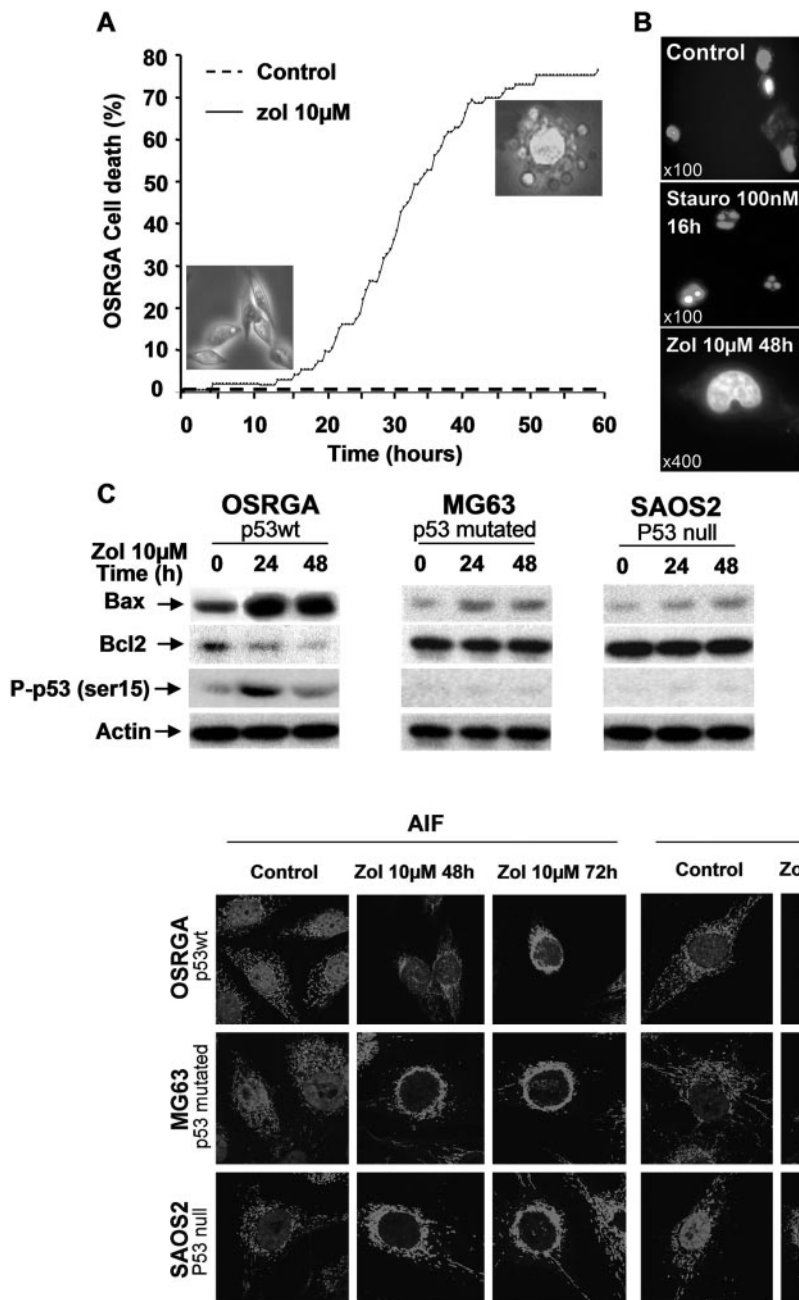 A
80
70
60
50
40
30
20
10
0
OSRGA Cell death (%)
Control
zol 10µM
0 10 20 30 40 50 60
Time (hours)
B
Control
x100
Stauro 100nM
16h
x100
Zol 10µM 48h
x400
C
OSRGA
p53wt
MG63
p53 mutated
SAOS2
P53 null
Zol 10µM
Time (h)
0 24 48 0 24 48 0 24 48
Bax
Bcl2
P-p53 (ser15)
Actin
AIF
Control Zol 10µM 48h Zol 10µM 72h Control Zo
OSRGA
p53wt
MG63
p53 mutated
SAOS2
P53 null